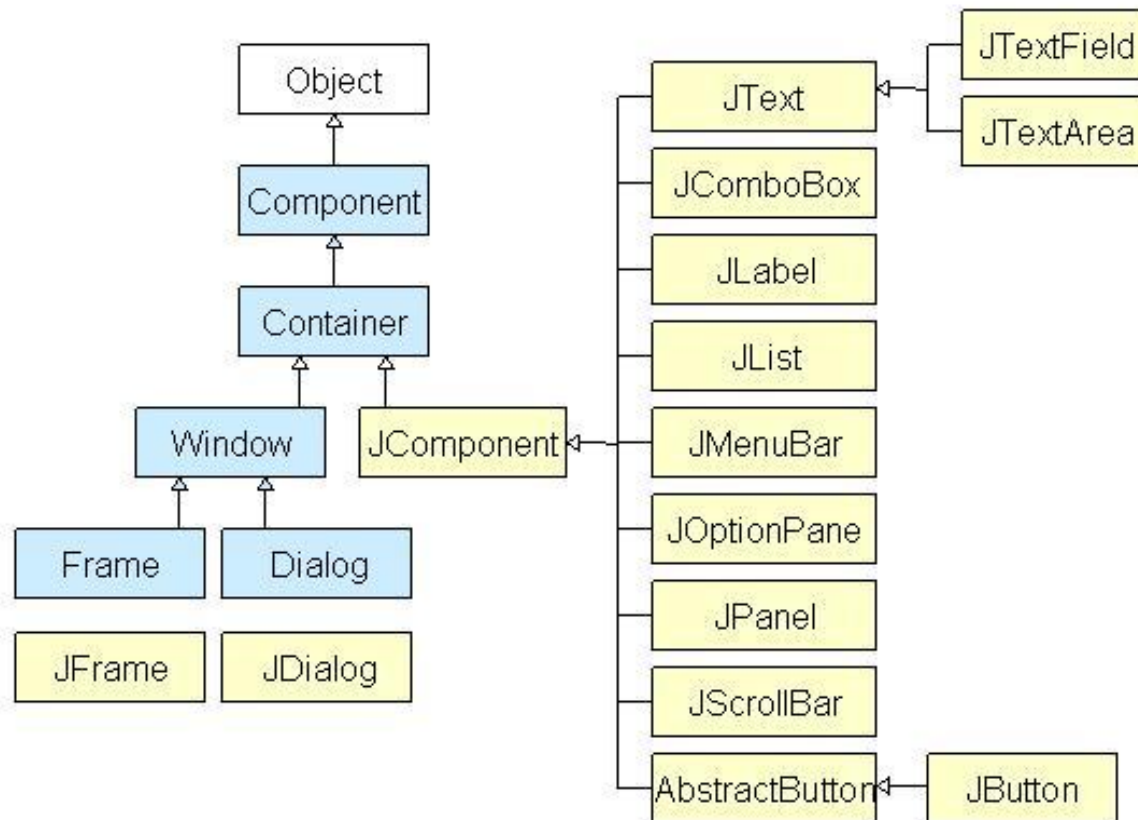 Object
Component
Container
Window
JComponent
Frame
Dialog
JFrame
JDialog
JText
JComboBox
JLabel
JList
JMenuBar
JOptionPane
JPanel
JScrollBar
AbstractButton
JTextField
JTextArea
JButton